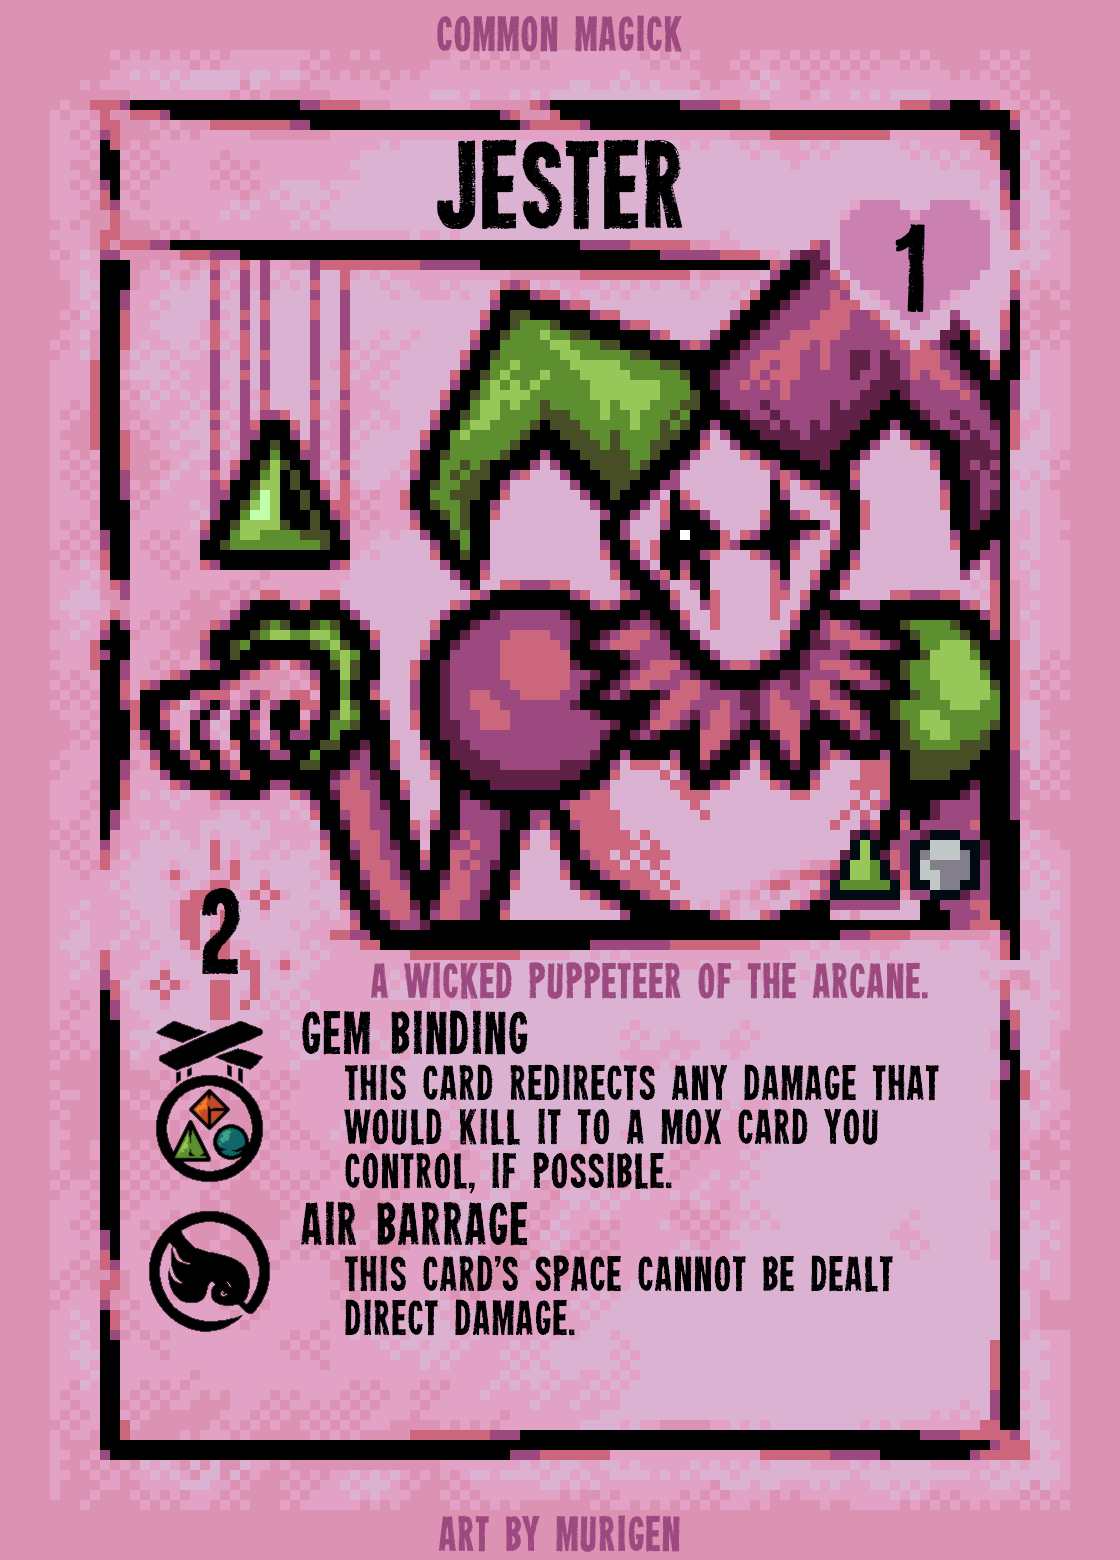 COMMON MAGICK
JESTER
1
2
A WICKED PUPPETEER OF THE ARCANE.
GEM BINDING
THIS CARD REDIRECTS ANY DAMAGE THAT
WOULD KILL IT TO A MOX CARD YOU
CONTROL, IF POSSIBLE.
AIR BARRAGE
THIS CARD'S SPACE CANNOT BE DEALT
DIRECT DAMAGE.
ART BY MURIGEN